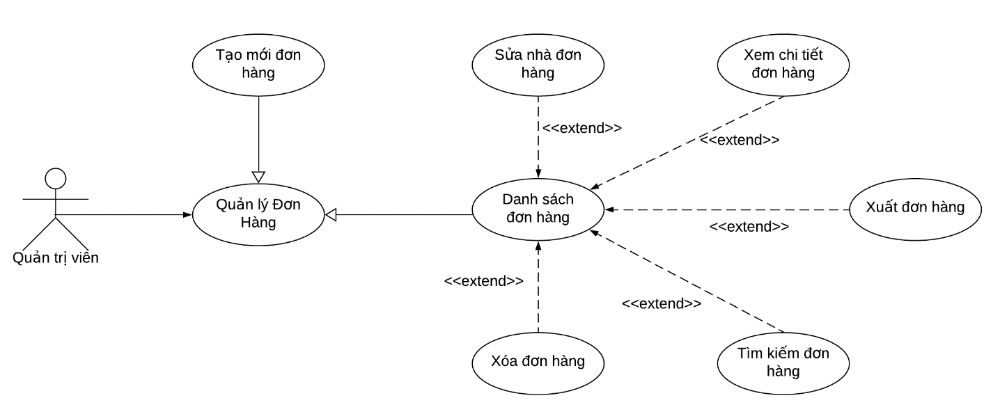 Tạo mới đơn
hàng
Sửa nhà đơn
hàng
Xem chi tiết
đơn hàng
<<extend>>
<<extend>>
Quản lý Đơn
Hàng
Danh sách
đơn hàng
Xuất đơn hàng
<<extend>>
Quản trị viên
<<extend>>
<<extend>>
Xóa đơn hàng
Tìm kiếm đơn
hàng